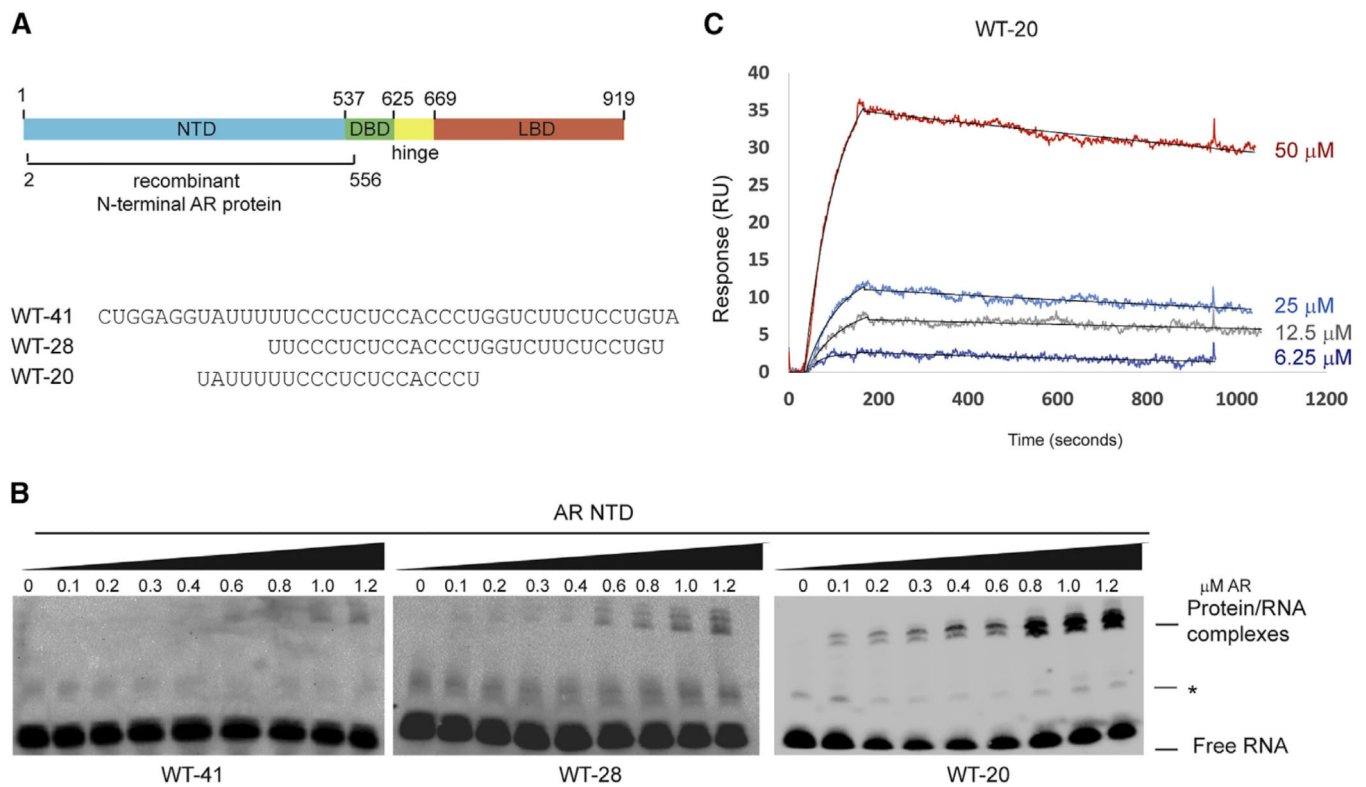 A
1 537 625 669 919
NTD DBD LBD
hinge
2 556
recombinant
N-terminal AR protein
WT-41 CUGGAGGUAUUUUUCCCUCUCCACCCUGGUCUUCUCCUGUA
WT-28 UUCCCUCUCCACCCUGGUCUUCUCCUGU
WT-20 UAUUUUUCCCUCUCCACCCU
C
WT-20
Response (RU)
40
35
30
25
20
15
10
5
0
0 200 400 600 800 1000 1200
Time (seconds)
50 μM
25 μM
12.5 μM
6.25 μM
B
AR NTD
0 0.1 0.2 0.3 0.4 0.6 0.8 1.0 1.2
0 0.1 0.2 0.3 0.4 0.6 0.8 1.0 1.2
0 0.1 0.2 0.3 0.4 0.6 0.8 1.0 1.2
μM AR
Protein/RNA
complexes
*
Free RNA
WT-41
WT-28
WT-20